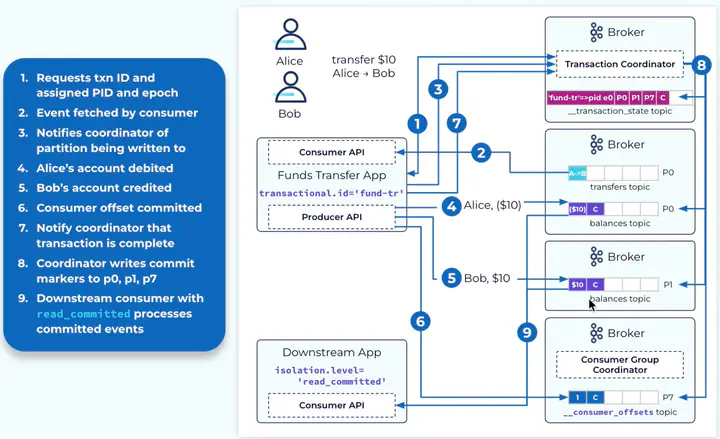 1. Requests txn ID and
assigned PID and epoch
2. Event fetched by consumer
3. Notifies coordinator of
partition being written to
4. Alice's account debited
5. Bob's account credited
6. Consumer offset committed
7. Notify coordinator that
transaction is complete
8. Coordinator writes commit
markers to p0, p1, p7
9. Downstream consumer with
read_committed processes
committed events
Alice
transfer $10
Alice → Bob
Bob
1
3
7
Broker
Transaction Coordinator
8
'fund-tr'=>pid e0 P0 P1 P7 C
__transaction_state topic
Consumer API
Funds Transfer App
transactional.id='fund-tr'
Producer API
2
Broker
A->B
P0
transfers topic
4 Alice, ($10)
($10) C
P0
balances topic
5 Bob, $10
Broker
$10 C
P1
balances topic
6
9
Downstream App
isolation.level=
'read_committed'
Consumer API
Broker
Consumer Group
Coordinator
1 C
P7
__consumer_offsets topic